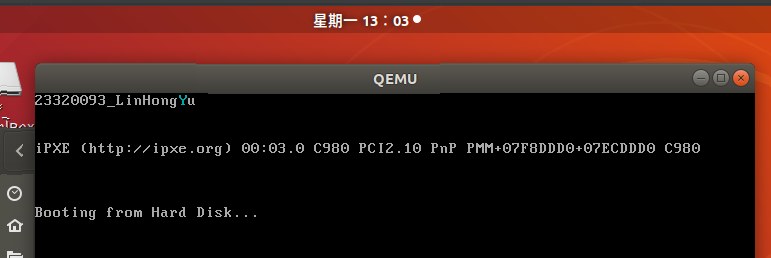 星期一 13：03
QEMU
23320093_LinHongYu
iPXE (http://ipxe.org) 00:03.0 C980 PCI2.10 PnP PMM+07F8DDD0+07ECDDD0 C980
Booting from Hard Disk...